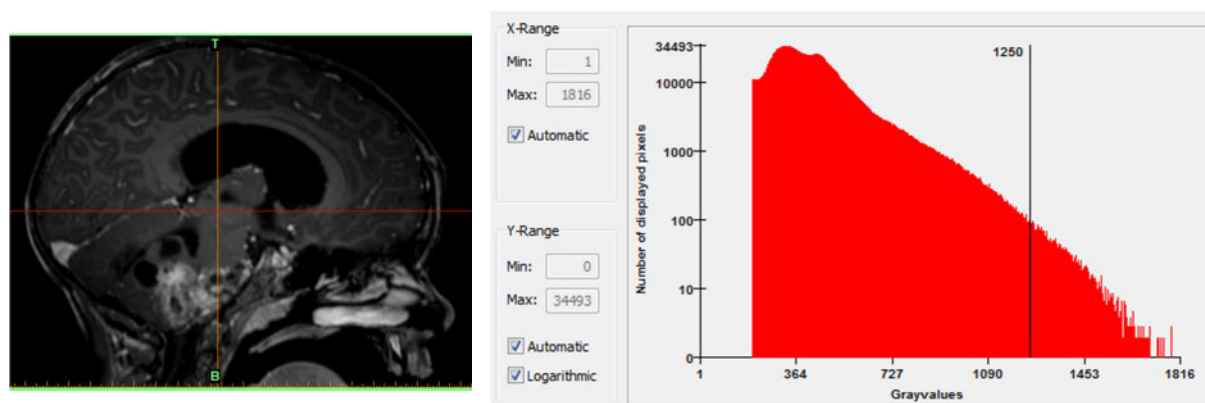 T
B
X-Range
Min: 1
Max: 1816
Automatic
Y-Range
Min: 0
Max: 34493
Automatic
Logarithmic
Number of displayed pixels
34493
10000
1000
100
10
0
1250
1 364 727 1090 1453 1816
Grayvalues